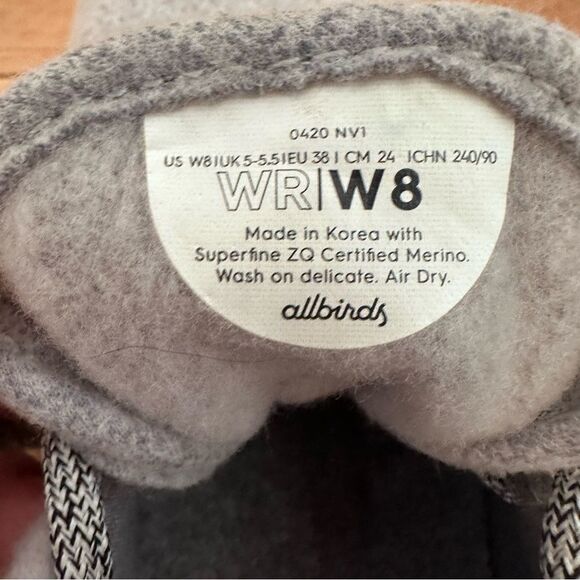 0420 NV1
US W8|UK 5-5.5|EU 38 | CM 24 |CHN 240/90
WR|W8
Made in Korea with
Superfine ZQ Certified Merino.
Wash on delicate. Air Dry.
allbirds